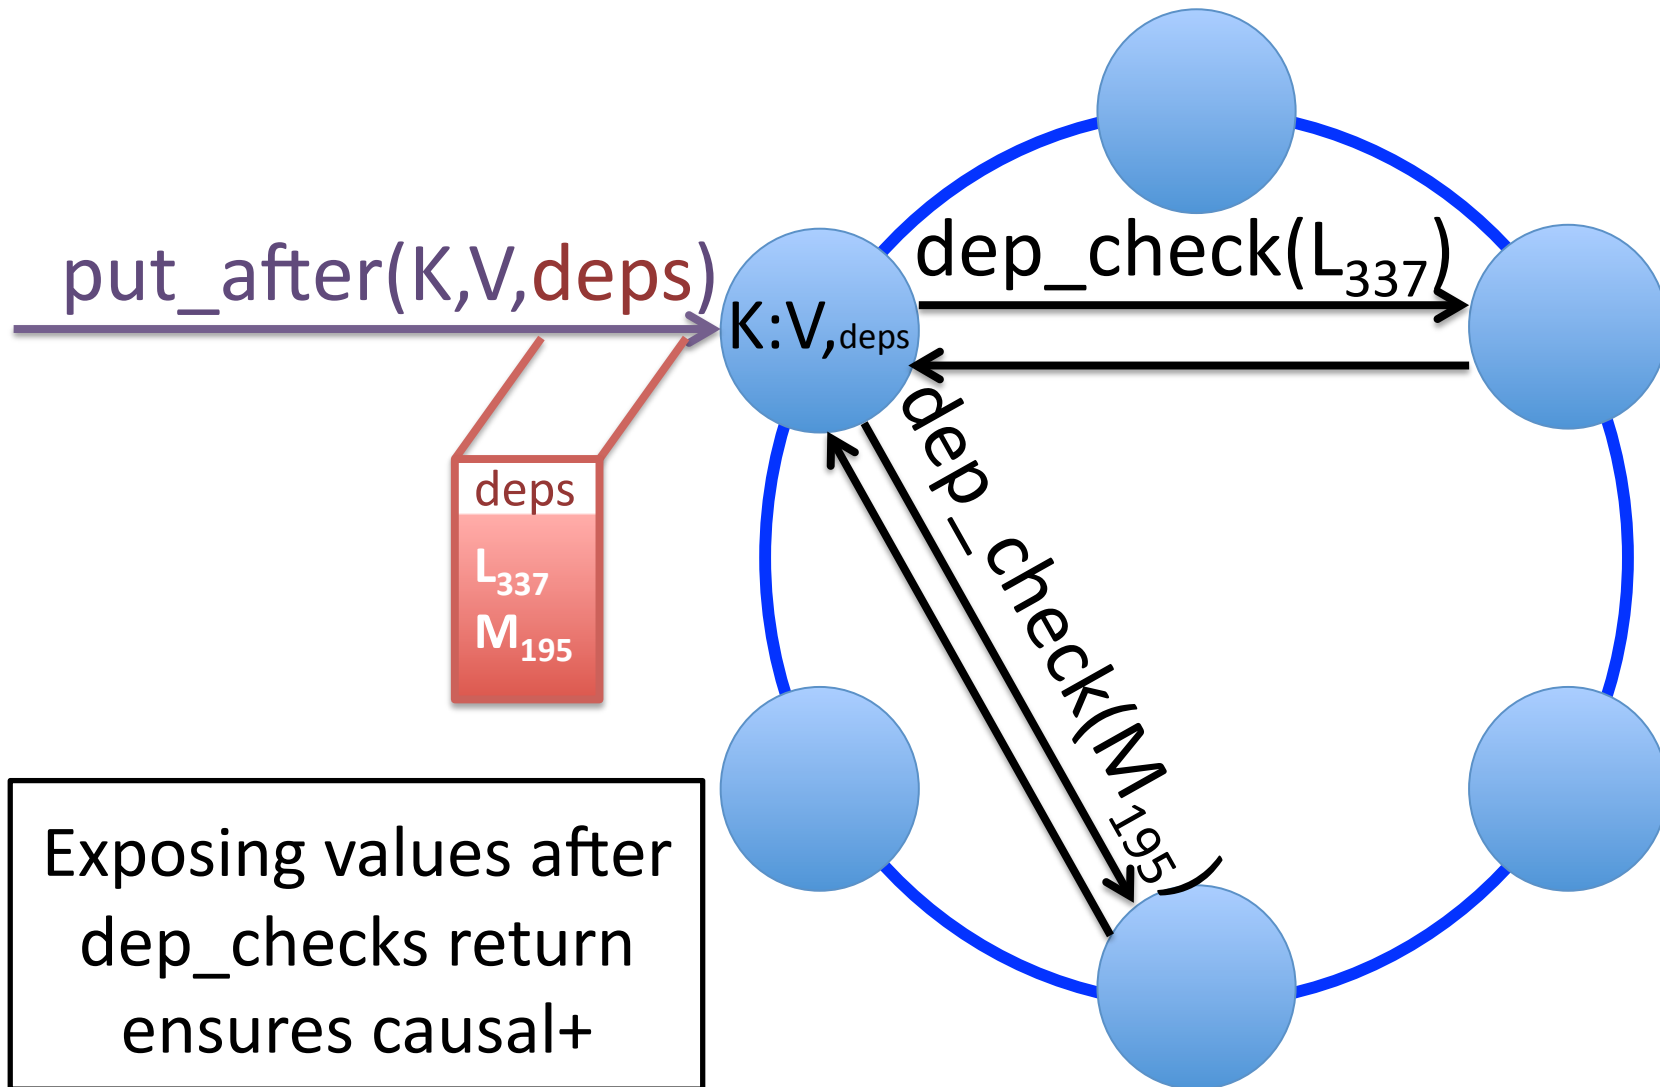 put_after(K,V,deps)
K:V,deps
dep_check(L337)
dep_check(M195)
deps
L337
M195
Exposing values after
dep_checks return
ensures causal+